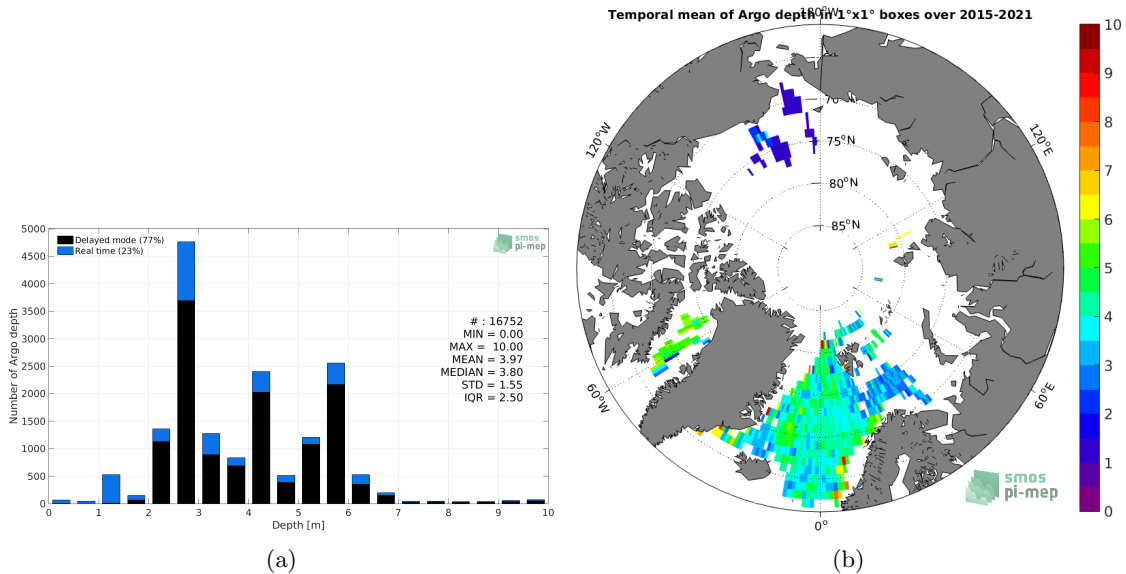 Temporal mean of Argo depth in 1°x1° boxes over 2015-2021
180°W
Delayed mode (77%)
Real time (23%)
smos
pi-mep
# : 16752
MIN = 0.00
MAX = 10.00
MEAN = 3.97
MEDIAN = 3.80
STD = 1.55
IQR = 2.50
Number of Argo depth
5000
4500
4000
3500
3000
2500
2000
1500
1000
500
0
0 1 2 3 4 5 6 7 8 9 10
Depth [m]
(a)
120°W
120°E
70°N
75°N
80°N
85°N
60°W
60°E
0°
smos
pi-mep
10
9
8
7
6
5
4
3
2
1
0
(b)